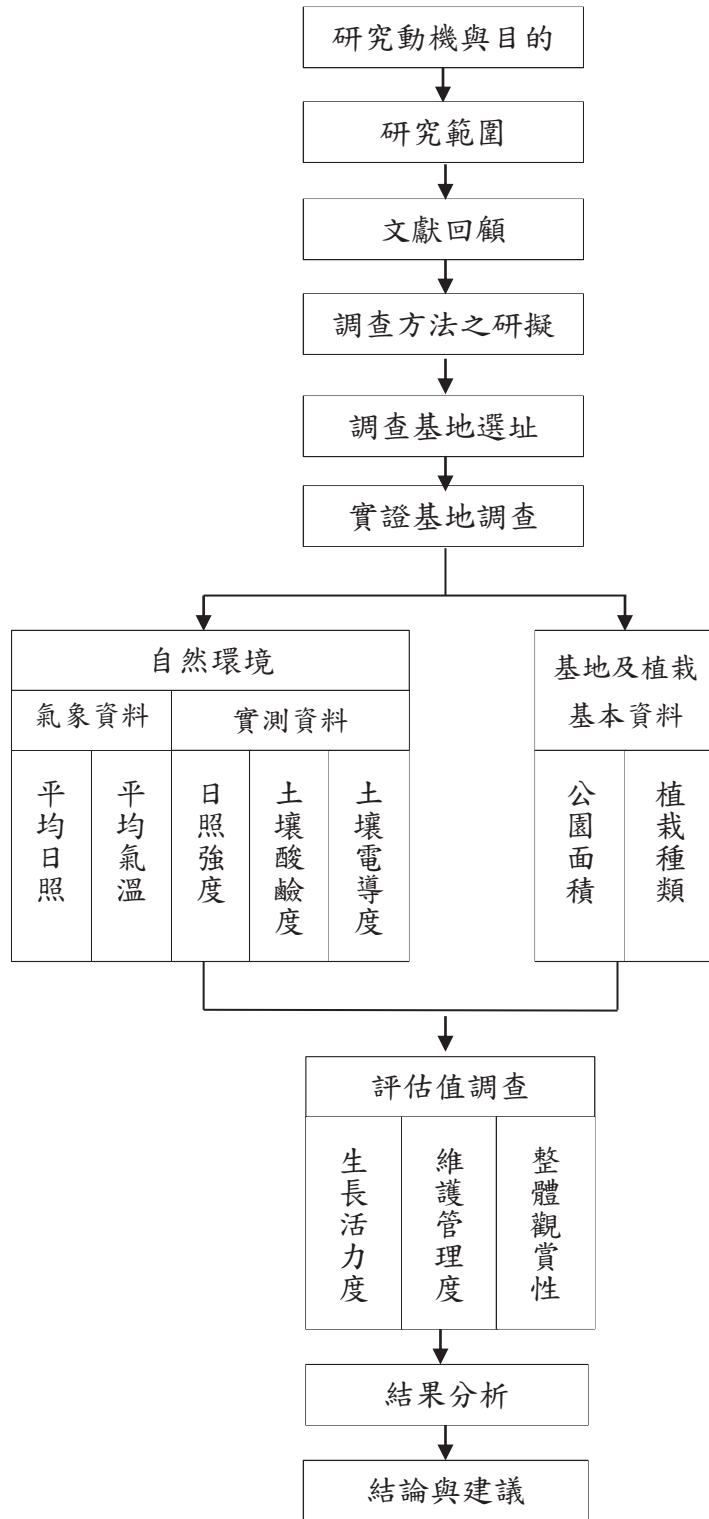 研究動機與目的
研究範圍
文獻回顧
調查方法之研擬
調查基地選址
實證基地調查
自然環境
氣象資料
實測資料
平均日照
平均氣溫
日照強度
土壤酸鹼度
土壤電導度
基地及植栽
基本資料
公園面積
植栽種類
評估值調查
生長活力度
維護管理度
整體觀賞性
結果分析
結論與建議